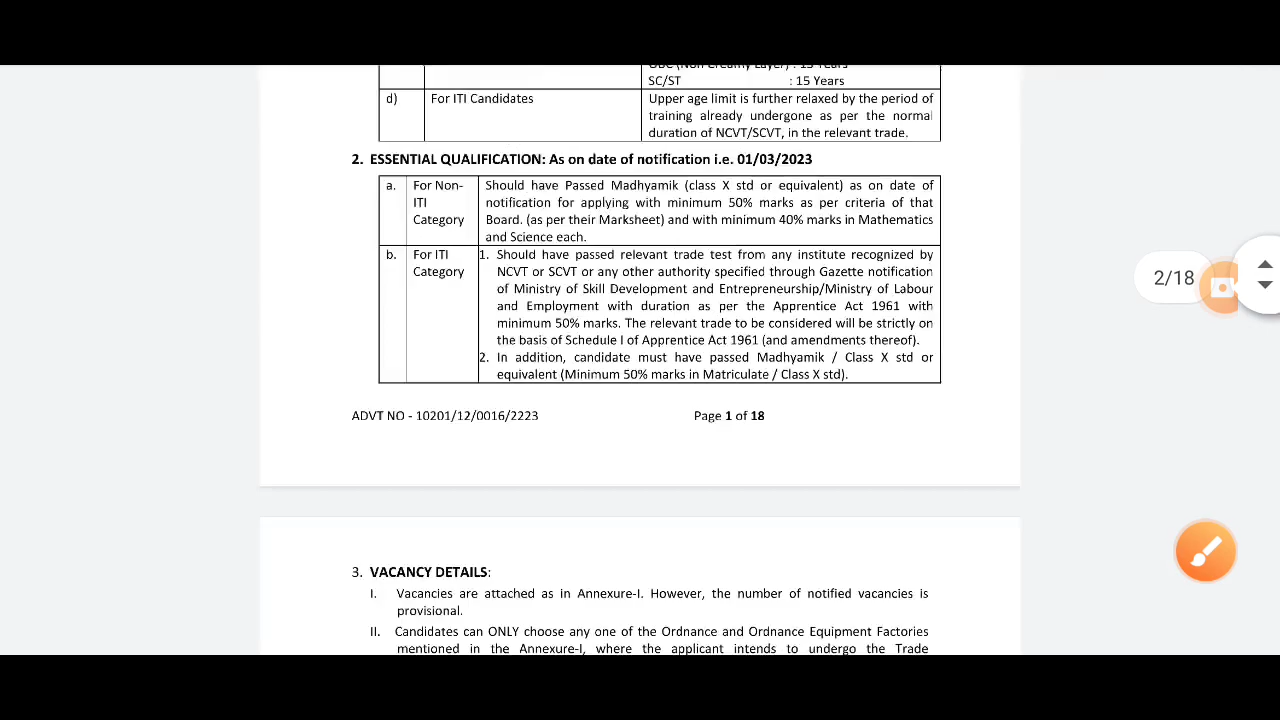 OBC (Non Creamy Layer) : 13 Years
SC/ST : 15 Years
d) For ITI Candidates Upper age limit is further relaxed by the period of
training already undergone as per the normal
duration of NCVT/SCVT, in the relevant trade.
2. ESSENTIAL QUALIFICATION: As on date of notification i.e. 01/03/2023
a. For Non- Should have Passed Madhyamik (class X std or equivalent) as on date of
ITI notification for applying with minimum 50% marks as per criteria of that
Category Board. (as per their Marksheet) and with minimum 40% marks in Mathematics
and Science each.
b. For ITI 1. Should have passed relevant trade test from any institute recognized by
Category NCVT or SCVT or any other authority specified through Gazette notification
of Ministry of Skill Development and Entrepreneurship/Ministry of Labour
and Employment with duration as per the Apprentice Act 1961 with
minimum 50% marks. The relevant trade to be considered will be strictly on
the basis of Schedule I of Apprentice Act 1961 (and amendments thereof).
2. In addition, candidate must have passed Madhyamik / Class X std or
equivalent (Minimum 50% marks in Matriculate / Class X std).
2/18
ADVT NO - 10201/12/0016/2223 Page 1 of 18
3. VACANCY DETAILS:
I. Vacancies are attached as in Annexure-I. However, the number of notified vacancies is
provisional.
II. Candidates can ONLY choose any one of the Ordnance and Ordnance Equipment Factories
mentioned in the Annexure-I, where the applicant intends to undergo the Trade